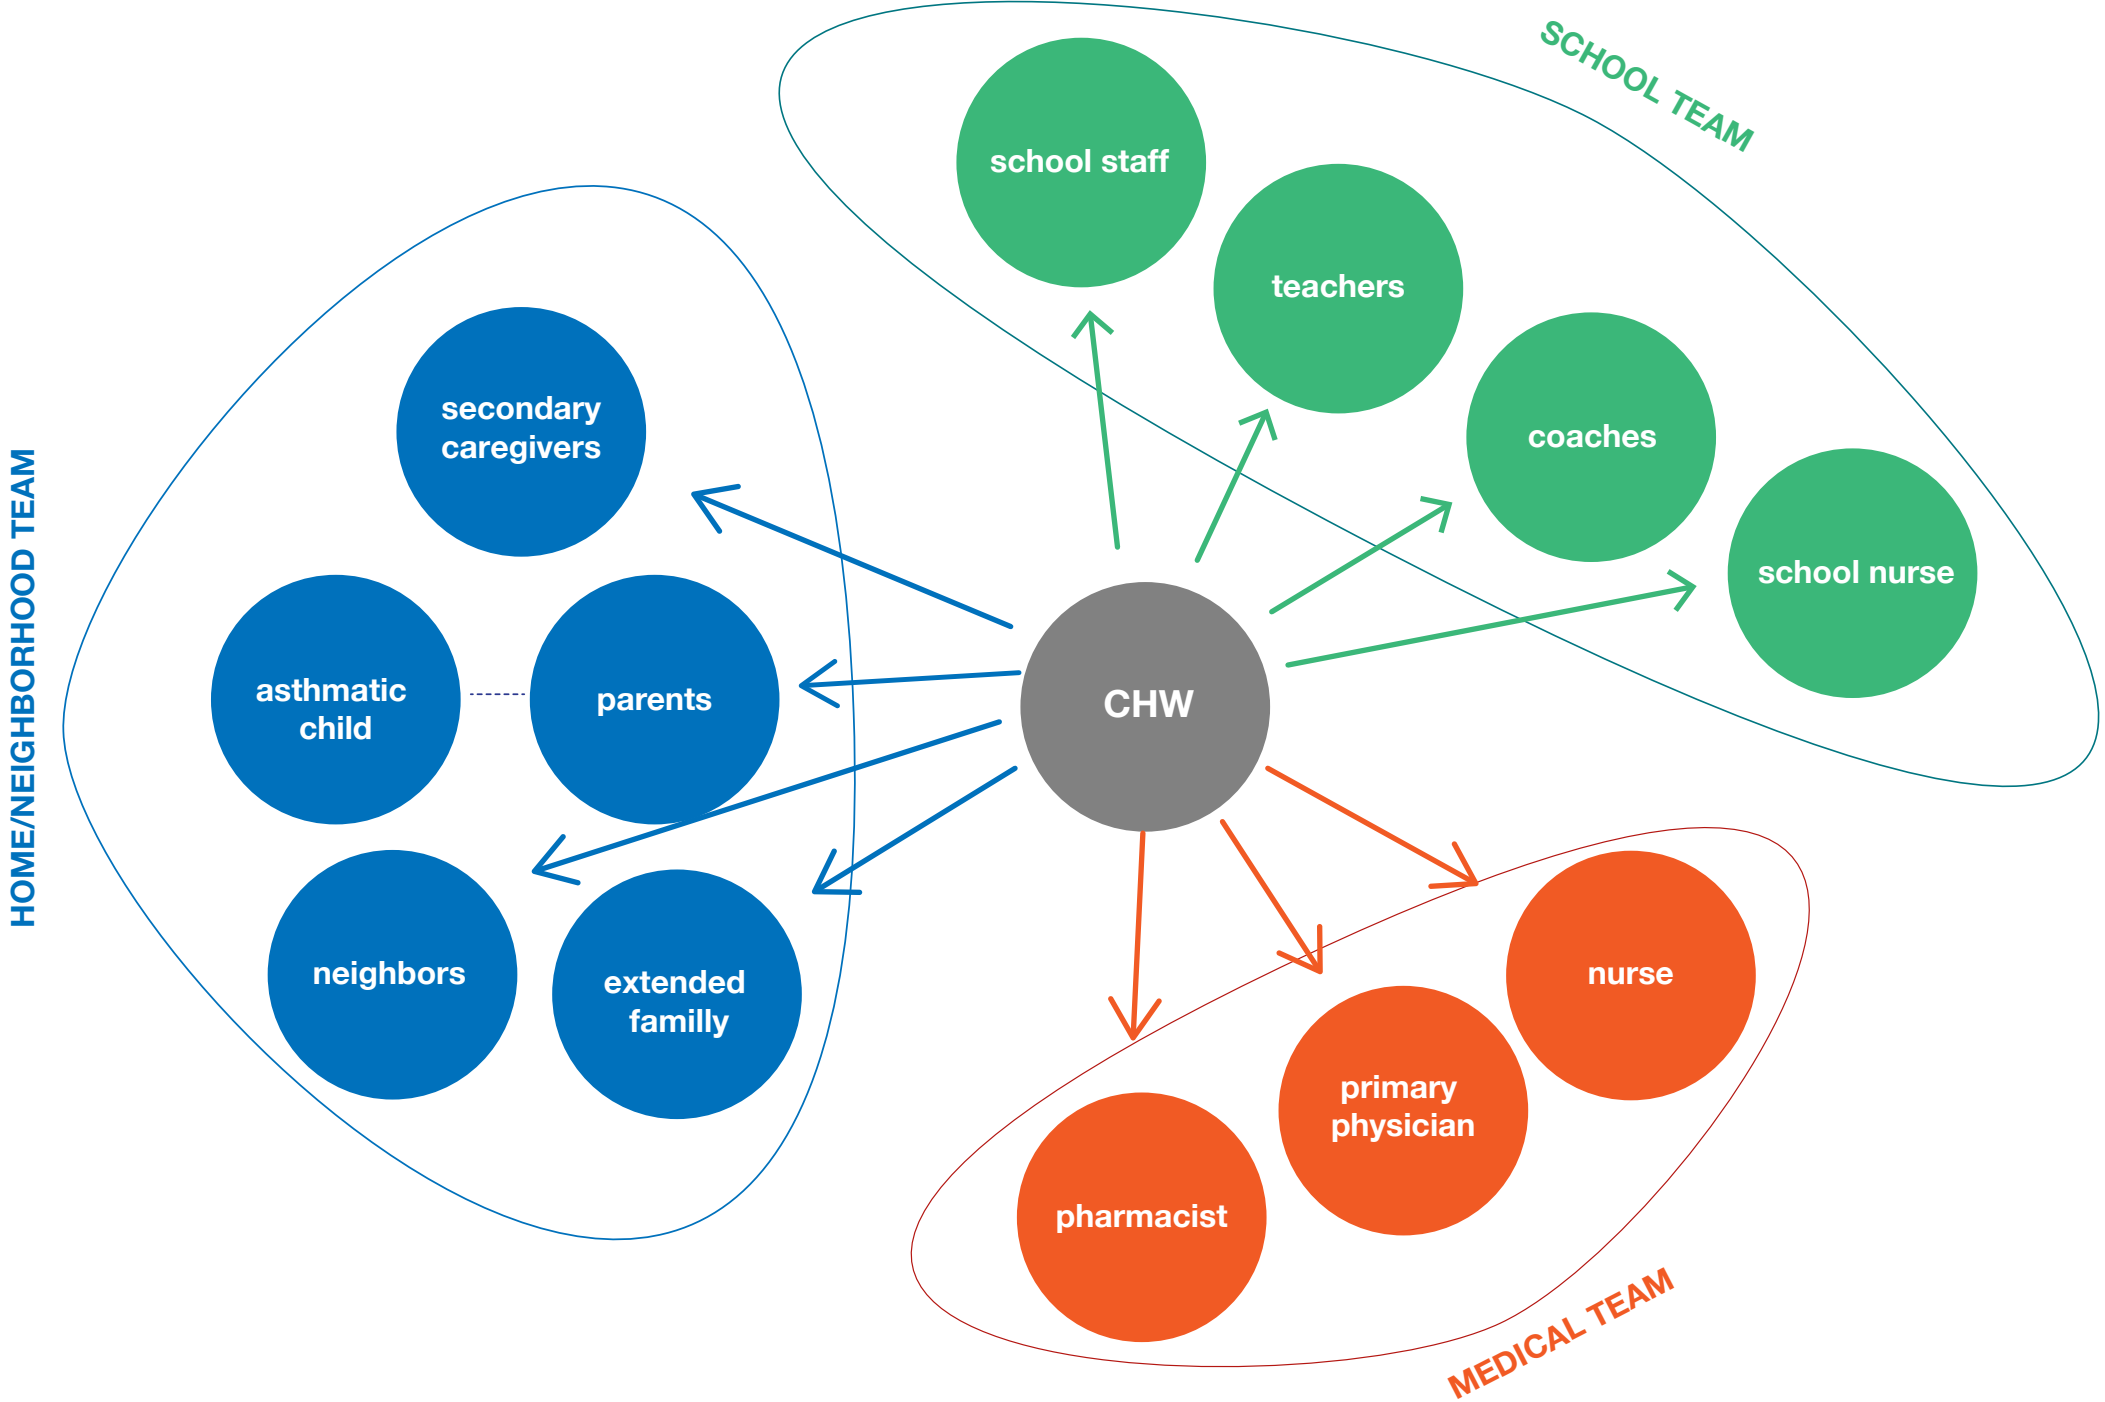 SCHOOL TEAM
school staff
teachers
coaches
school nurse
HOME/NEIGHBORHOOD TEAM
secondary
caregivers
asthmatic
child
parents
neighbors
extended
familly
CHW
nurse
primary
physician
pharmacist
MEDICAL TEAM